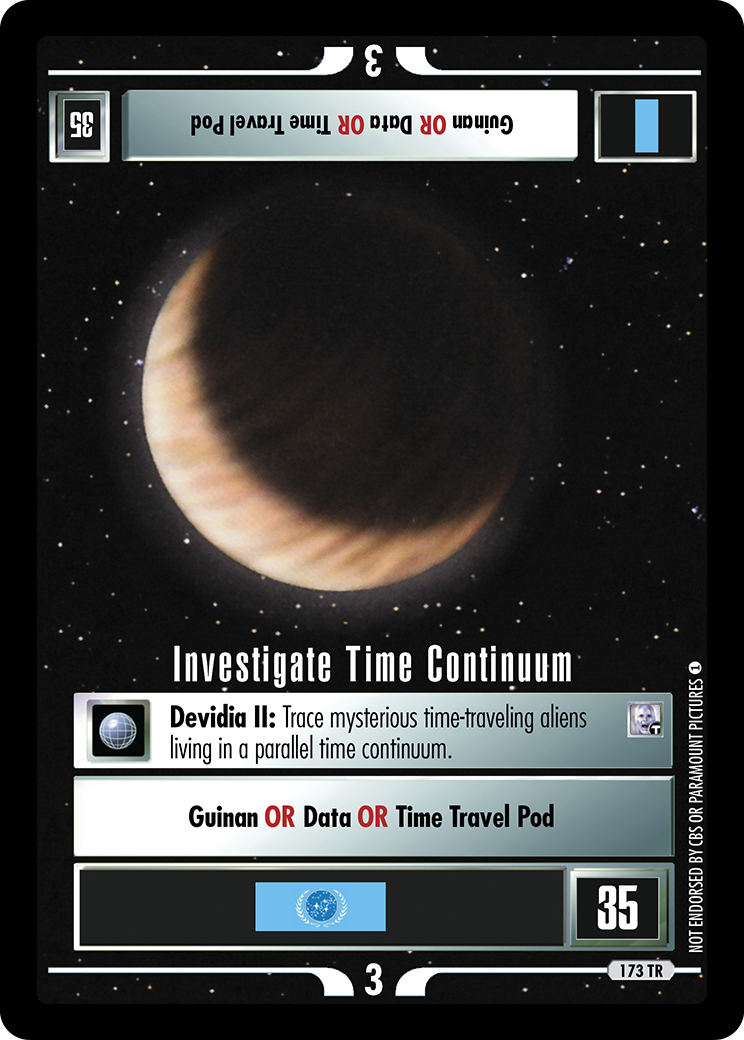 3
35
Guinan OR Data OR Time Travel Pod
Investigate Time Continuum
Devidia II: Trace mysterious time-traveling aliens
living in a parallel time continuum.
T
Guinan OR Data OR Time Travel Pod
35
3
173 TR
NOT ENDORSED BY CBS OR PARAMOUNT PICTURES 1